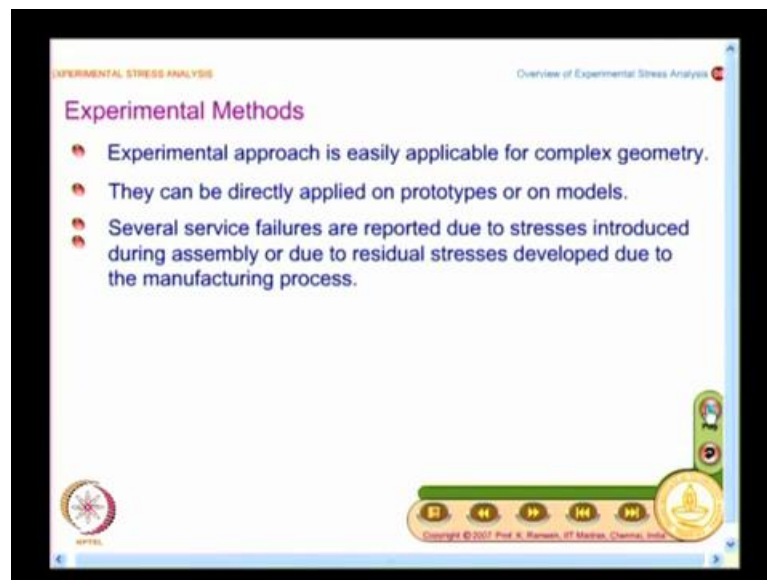 EXPERIMENTAL STRESS ANALYSIS
Overview of Experimental Stress Analysis
Experimental Methods
Experimental approach is easily applicable for complex geometry.
They can be directly applied on prototypes or on models.
Several service failures are reported due to stresses introduced
during assembly or due to residual stresses developed due to
the manufacturing process.
Play
NPTEL
Copyright © 2007 Prof. K. Ramesh, IIT Madras, Chennai, India